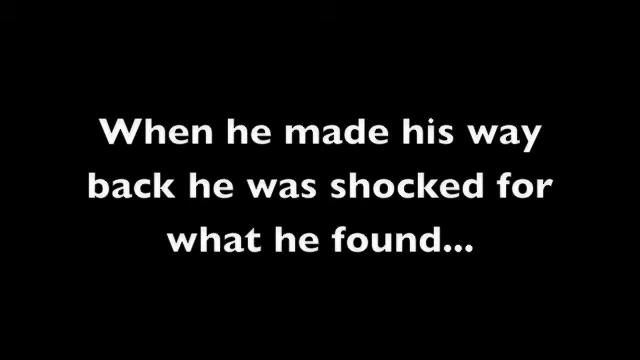 When he made his way
back he was shocked for
what he found...